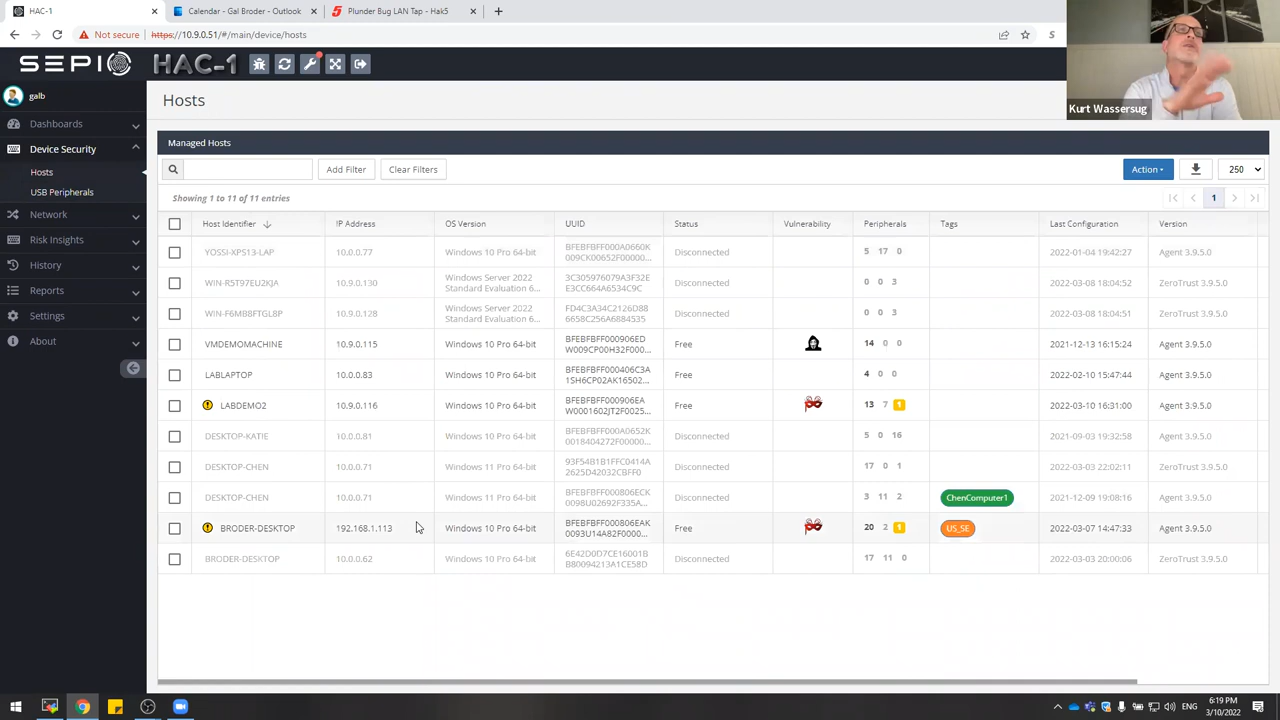 HAC-1
Calendar - Gal Broder - Outlook
Plunder Bug LAN Tap - Hak5
Not secure
https://10.9.0.51/#/main/device/hosts
SEPIO
HAC-1
Kurt Wassersug
galb
Dashboards
Device Security
Hosts
USB Peripherals
Network
Risk Insights
History
Reports
Settings
About
Hosts
Managed Hosts
Add Filter
Clear Filters
Action
250
Showing 1 to 11 of 11 entries
1
Host Identifier IP Address OS Version UUID Status Vulnerability Peripherals Tags Last Configuration Version
YOSSI-XPS13-LAP 10.0.0.77 Windows 10 Pro 64-bit BFEBFBFF000A0660K Disconnected 5 17 0 2022-01-04 19:42:27 Agent 3.9.5.0
009CK00652F00000...
WIN-R5T97EU2KJA 10.9.0.130 Windows Server 2022 3C305976079A3F32E Disconnected 0 0 3 2022-03-08 18:04:52 ZeroTrust 3.9.5.0
Standard Evaluation 6... E3CC664A6534C9C
WIN-F6MB8FTGL8P 10.9.0.128 Windows Server 2022 FD4C3A34C2126D88 Disconnected 0 0 3 2022-03-08 18:04:51 ZeroTrust 3.9.5.0
Standard Evaluation 6... 6658C256A6884535
VMDEMOMACHINE 10.9.0.115 Windows 10 Pro 64-bit BFEBFBFF000906ED Free 14 0 0 2021-12-13 16:15:24 Agent 3.9.5.0
W009CP00H32F000...
LABLAPTOP 10.0.0.83 Windows 10 Pro 64-bit BFEBFBFF000406C3A Free 4 0 0 2022-02-10 15:47:44 Agent 3.9.5.0
1SH6CP02AK16502...
LABDEMO2 10.9.0.116 Windows 10 Pro 64-bit BFEBFBFF000906EA Free 13 7 1 2022-03-10 16:31:00 Agent 3.9.5.0
W0001602JT2F0025...
DESKTOP-KATIE 10.0.0.81 Windows 10 Pro 64-bit BFEBFBFF000A0652K Disconnected 5 0 16 2021-09-03 19:32:58 Agent 3.9.5.0
0018404272F00000...
DESKTOP-CHEN 10.0.0.71 Windows 11 Pro 64-bit 93F54B1B1FFC0414A Disconnected 17 0 1 2022-03-03 22:02:11 ZeroTrust 3.9.5.0
2625D42032CBFF0
DESKTOP-CHEN 10.0.0.71 Windows 11 Pro 64-bit BFEBFBFF000806ECK Disconnected 3 11 2 ChenComputer1 2021-12-09 19:08:16 Agent 3.9.5.0
0098U02692F335A...
BRODER-DESKTOP 192.168.1.113 Windows 10 Pro 64-bit BFEBFBFF000806EAK Free 20 2 1 US_SE 2022-03-07 14:47:33 Agent 3.9.5.0
0093U14A82F0000...
BRODER-DESKTOP 10.0.0.62 Windows 10 Pro 64-bit 6E42D0D7CE16001B Disconnected 17 11 0 2022-03-03 20:00:06 ZeroTrust 3.9.5.0
B80094213A1CE58D
ENG
6:19 PM
3/10/2022